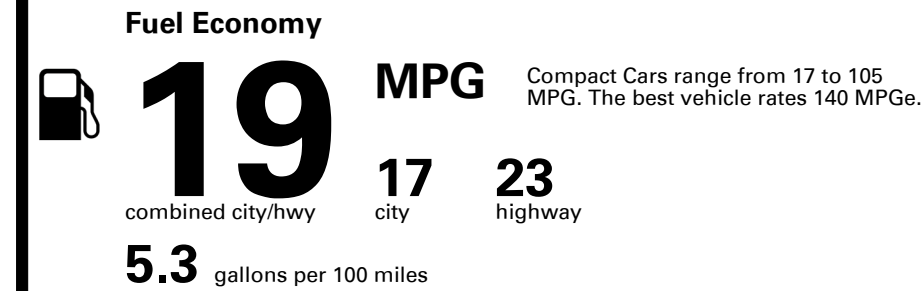 Fuel Economy
19 MPG
Compact Cars range from 17 to 105
MPG. The best vehicle rates 140 MPGe.
combined city/hwy
17
city
23
highway
5.3 gallons per 100 miles